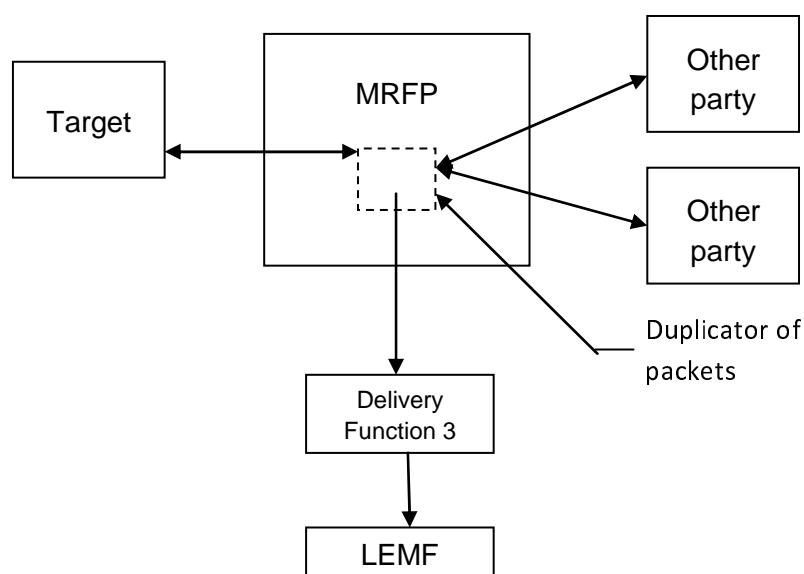 Target
MRFP
Other
party
Other
party
Duplicator of
packets
Delivery
Function 3
LEMF